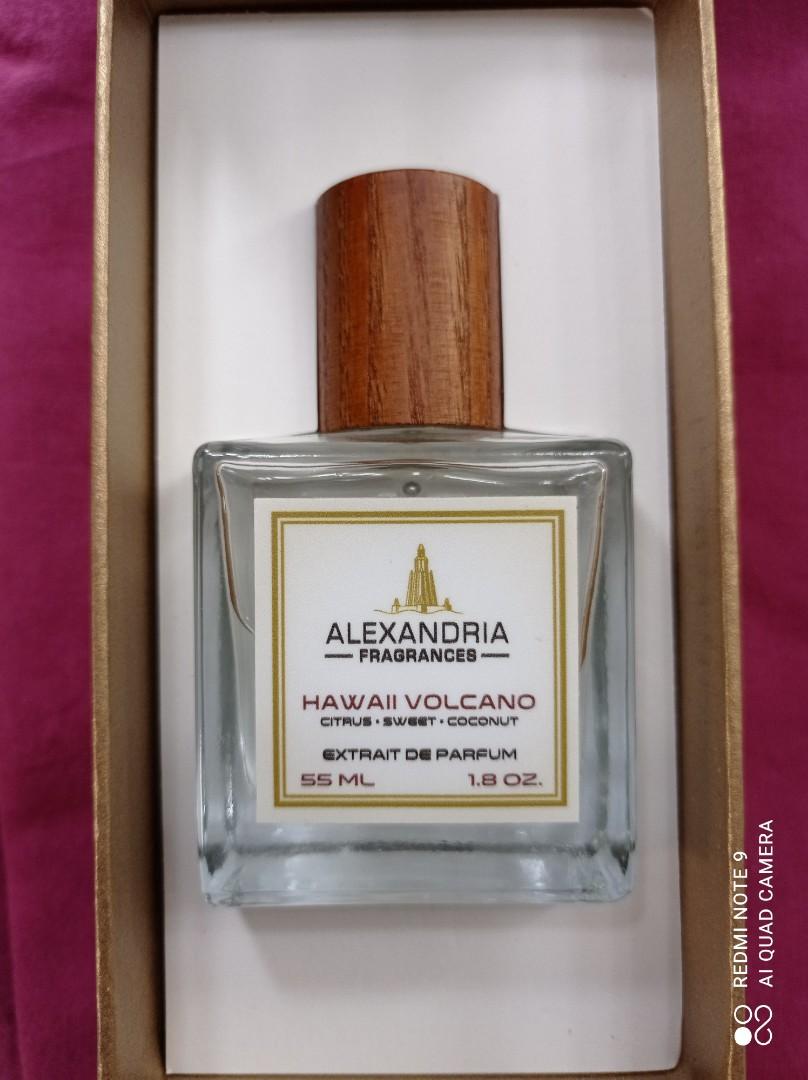 ALEXANDRIA
FRAGRANCES
HAWAII VOLCANO
CITRUS • SWEET • COCONUT
EXTRAIT DE PARFUM
55 ML 1.8 OZ.
REDMI NOTE 9
AI QUAD CAMERA